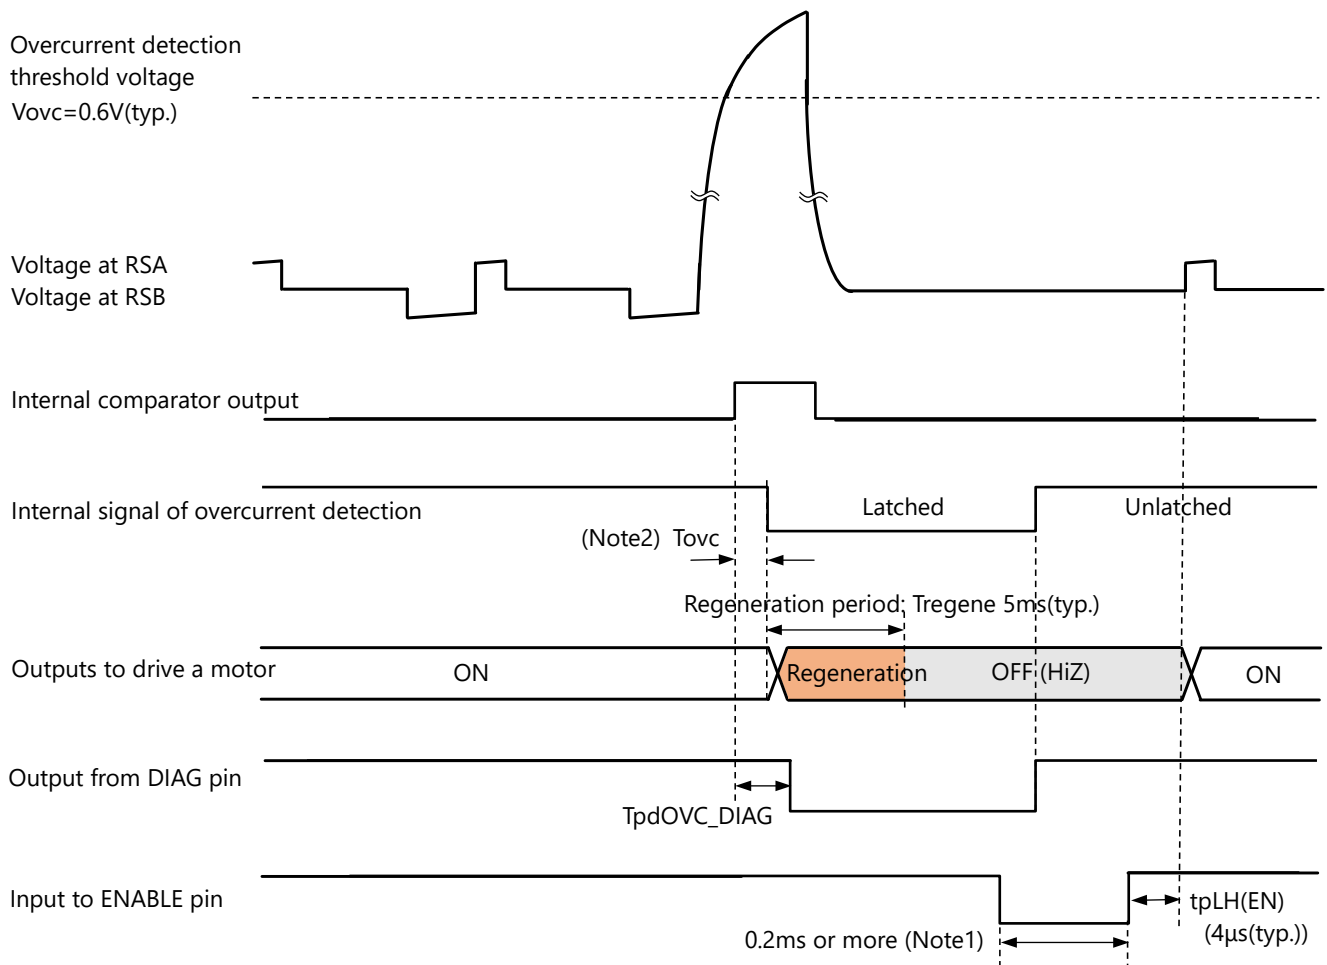 Overcurrent detection
threshold voltage
Vovc=0.6V(typ.)
Voltage at RSA
Voltage at RSB
Internal comparator output
Internal signal of overcurrent detection
Latched
Unlatched
(Note2) Tovc
Regeneration period: Tregene 5ms(typ.)
Outputs to drive a motor
ON
Regeneration
OFF (HiZ)
ON
Output from DIAG pin
TpdOVC_DIAG
Input to ENABLE pin
tpLH(EN)
(4μs(typ.))
0.2ms or more (Note1)